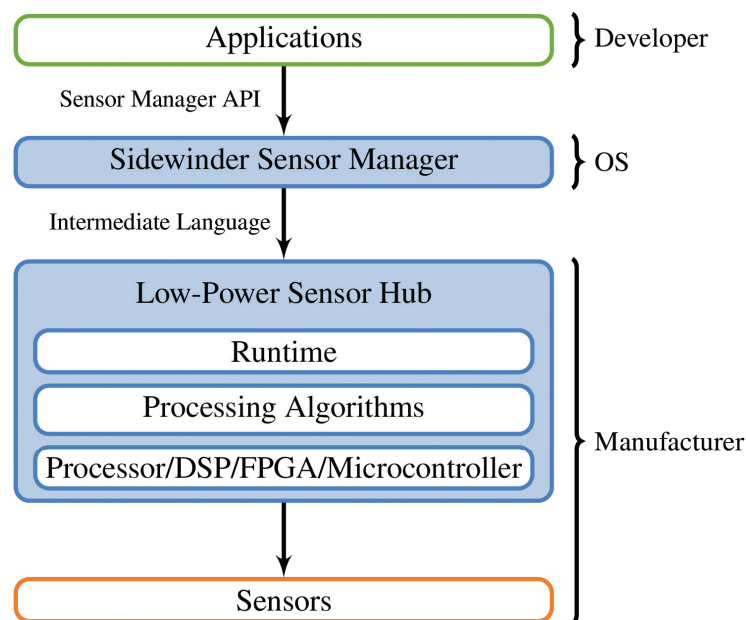 Applications
Developer
Sensor Manager API
Sidewinder Sensor Manager
OS
Intermediate Language
Low-Power Sensor Hub
Runtime
Processing Algorithms
Manufacturer
Processor/DSP/FPGA/Microcontroller
Sensors